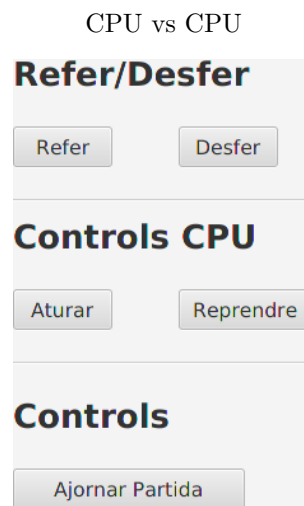 CPU vs CPU
Refer/Desfer
Refer Desfer
Controls CPU
Aturar Reprendre
Controls
Ajornar Partida